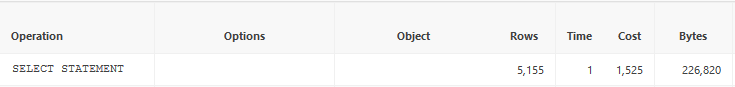 Operation Options Object Rows Time Cost Bytes
SELECT STATEMENT 5,155 1 1,525 226,820